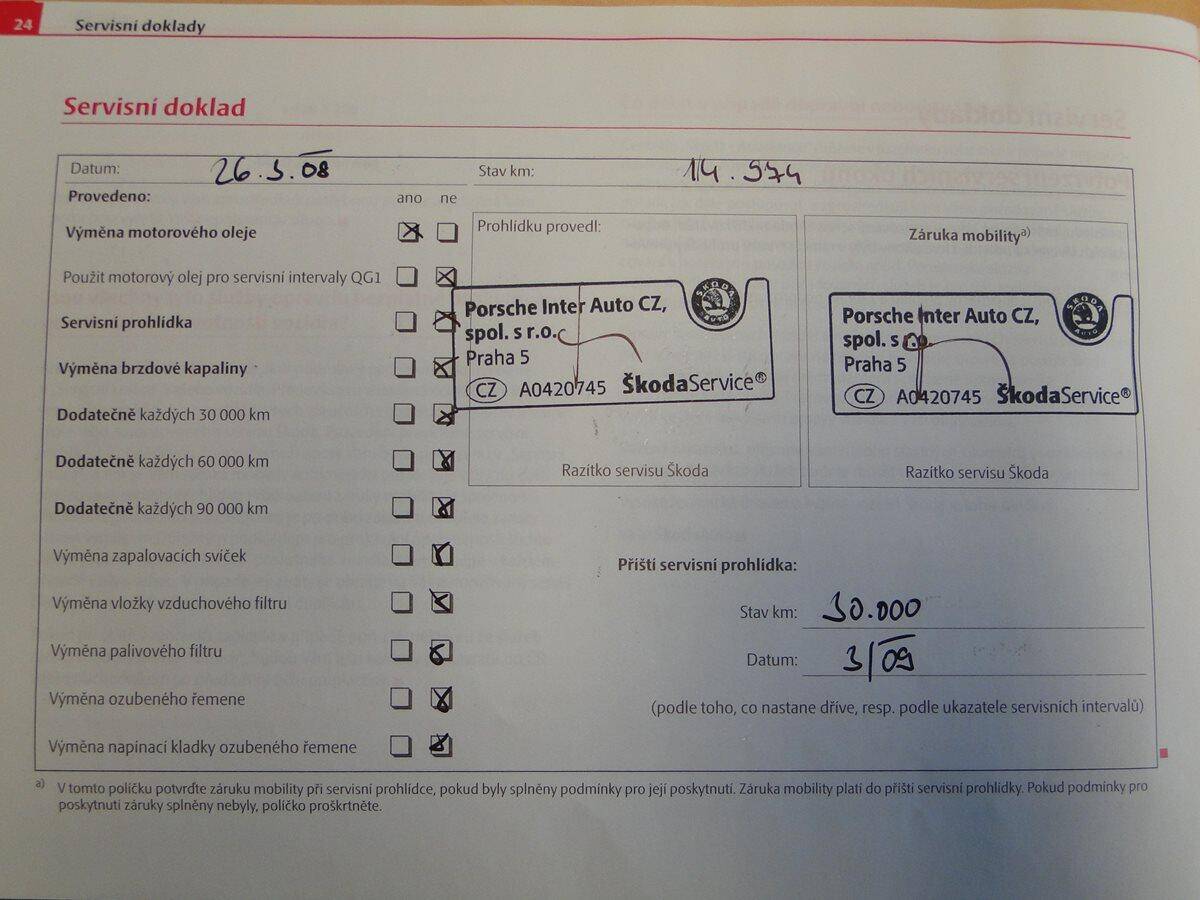 24 Servisní doklady
Servisní doklad
Datum: 26.3.08 Stav km: 14.974
Provedeno: ano ne
Výměna motorového oleje
Použit motorový olej pro servisní intervaly QG1
Servisní prohlídka
Výměna brzdové kapaliny
Dodatečně každých 30 000 km
Dodatečně každých 60 000 km
Dodatečně každých 90 000 km
Výměna zapalovacích svíček
Výměna vložky vzduchového filtru
Výměna palivového filtru
Výměna ozubeného řemene
Výměna napínací kladky ozubeného řemene
Prohlídku provedl:
Porsche Inter Auto CZ,
spol. s r.o.
Praha 5
CZ A0420745 ŠkodaService®
ŠKODA
AUTO
Razítko servisu Škoda
Záruka mobility a)
Porsche Inter Auto CZ,
spol. s r.o.
Praha 5
CZ A0420745 ŠkodaService®
ŠKODA
AUTO
Razítko servisu Škoda
Příští servisní prohlídka:
Stav km: 30.000
Datum: 3/09
(podle toho, co nastane dříve, resp. podle ukazatele servisních intervalů)
a) V tomto políčku potvrďte záruku mobility při servisní prohlídce, pokud byly splněny podmínky pro její poskytnutí. Záruka mobility platí do příští servisní prohlídky. Pokud podmínky pro
poskytnutí záruky splněny nebyly, políčko proškrtněte.